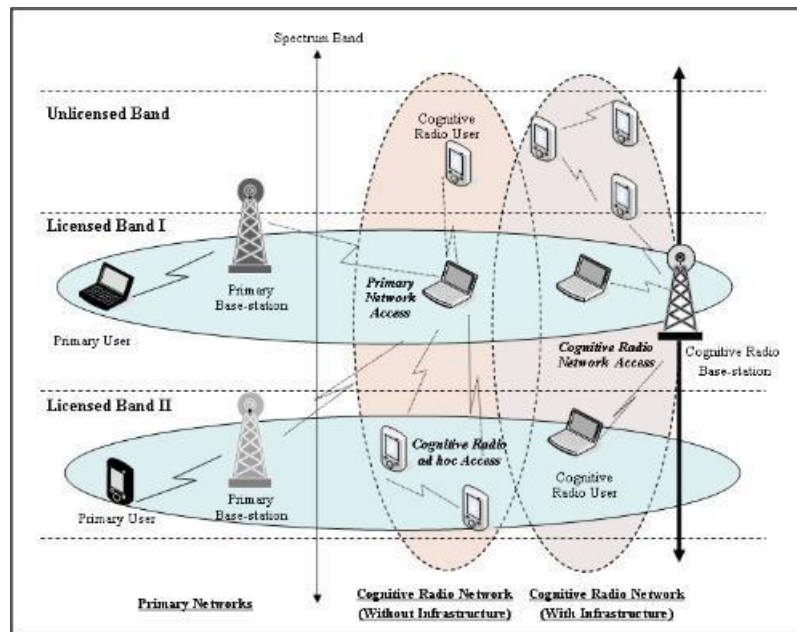 Spectrum Band
Unlicensed Band
Cognitive
Radio User
Licensed Band I
Primary
Base-station
Primary
Network
Access
Primary User
Cognitive Radio
Network Access
Cognitive Radio
Base-station
Licensed Band II
Cognitive Radio
ad hoc Access
Primary
Base-station
Cognitive
Radio User
Primary User
Primary Networks
Cognitive Radio Network
(Without Infrastructure)
Cognitive Radio Network
(With Infrastructure)